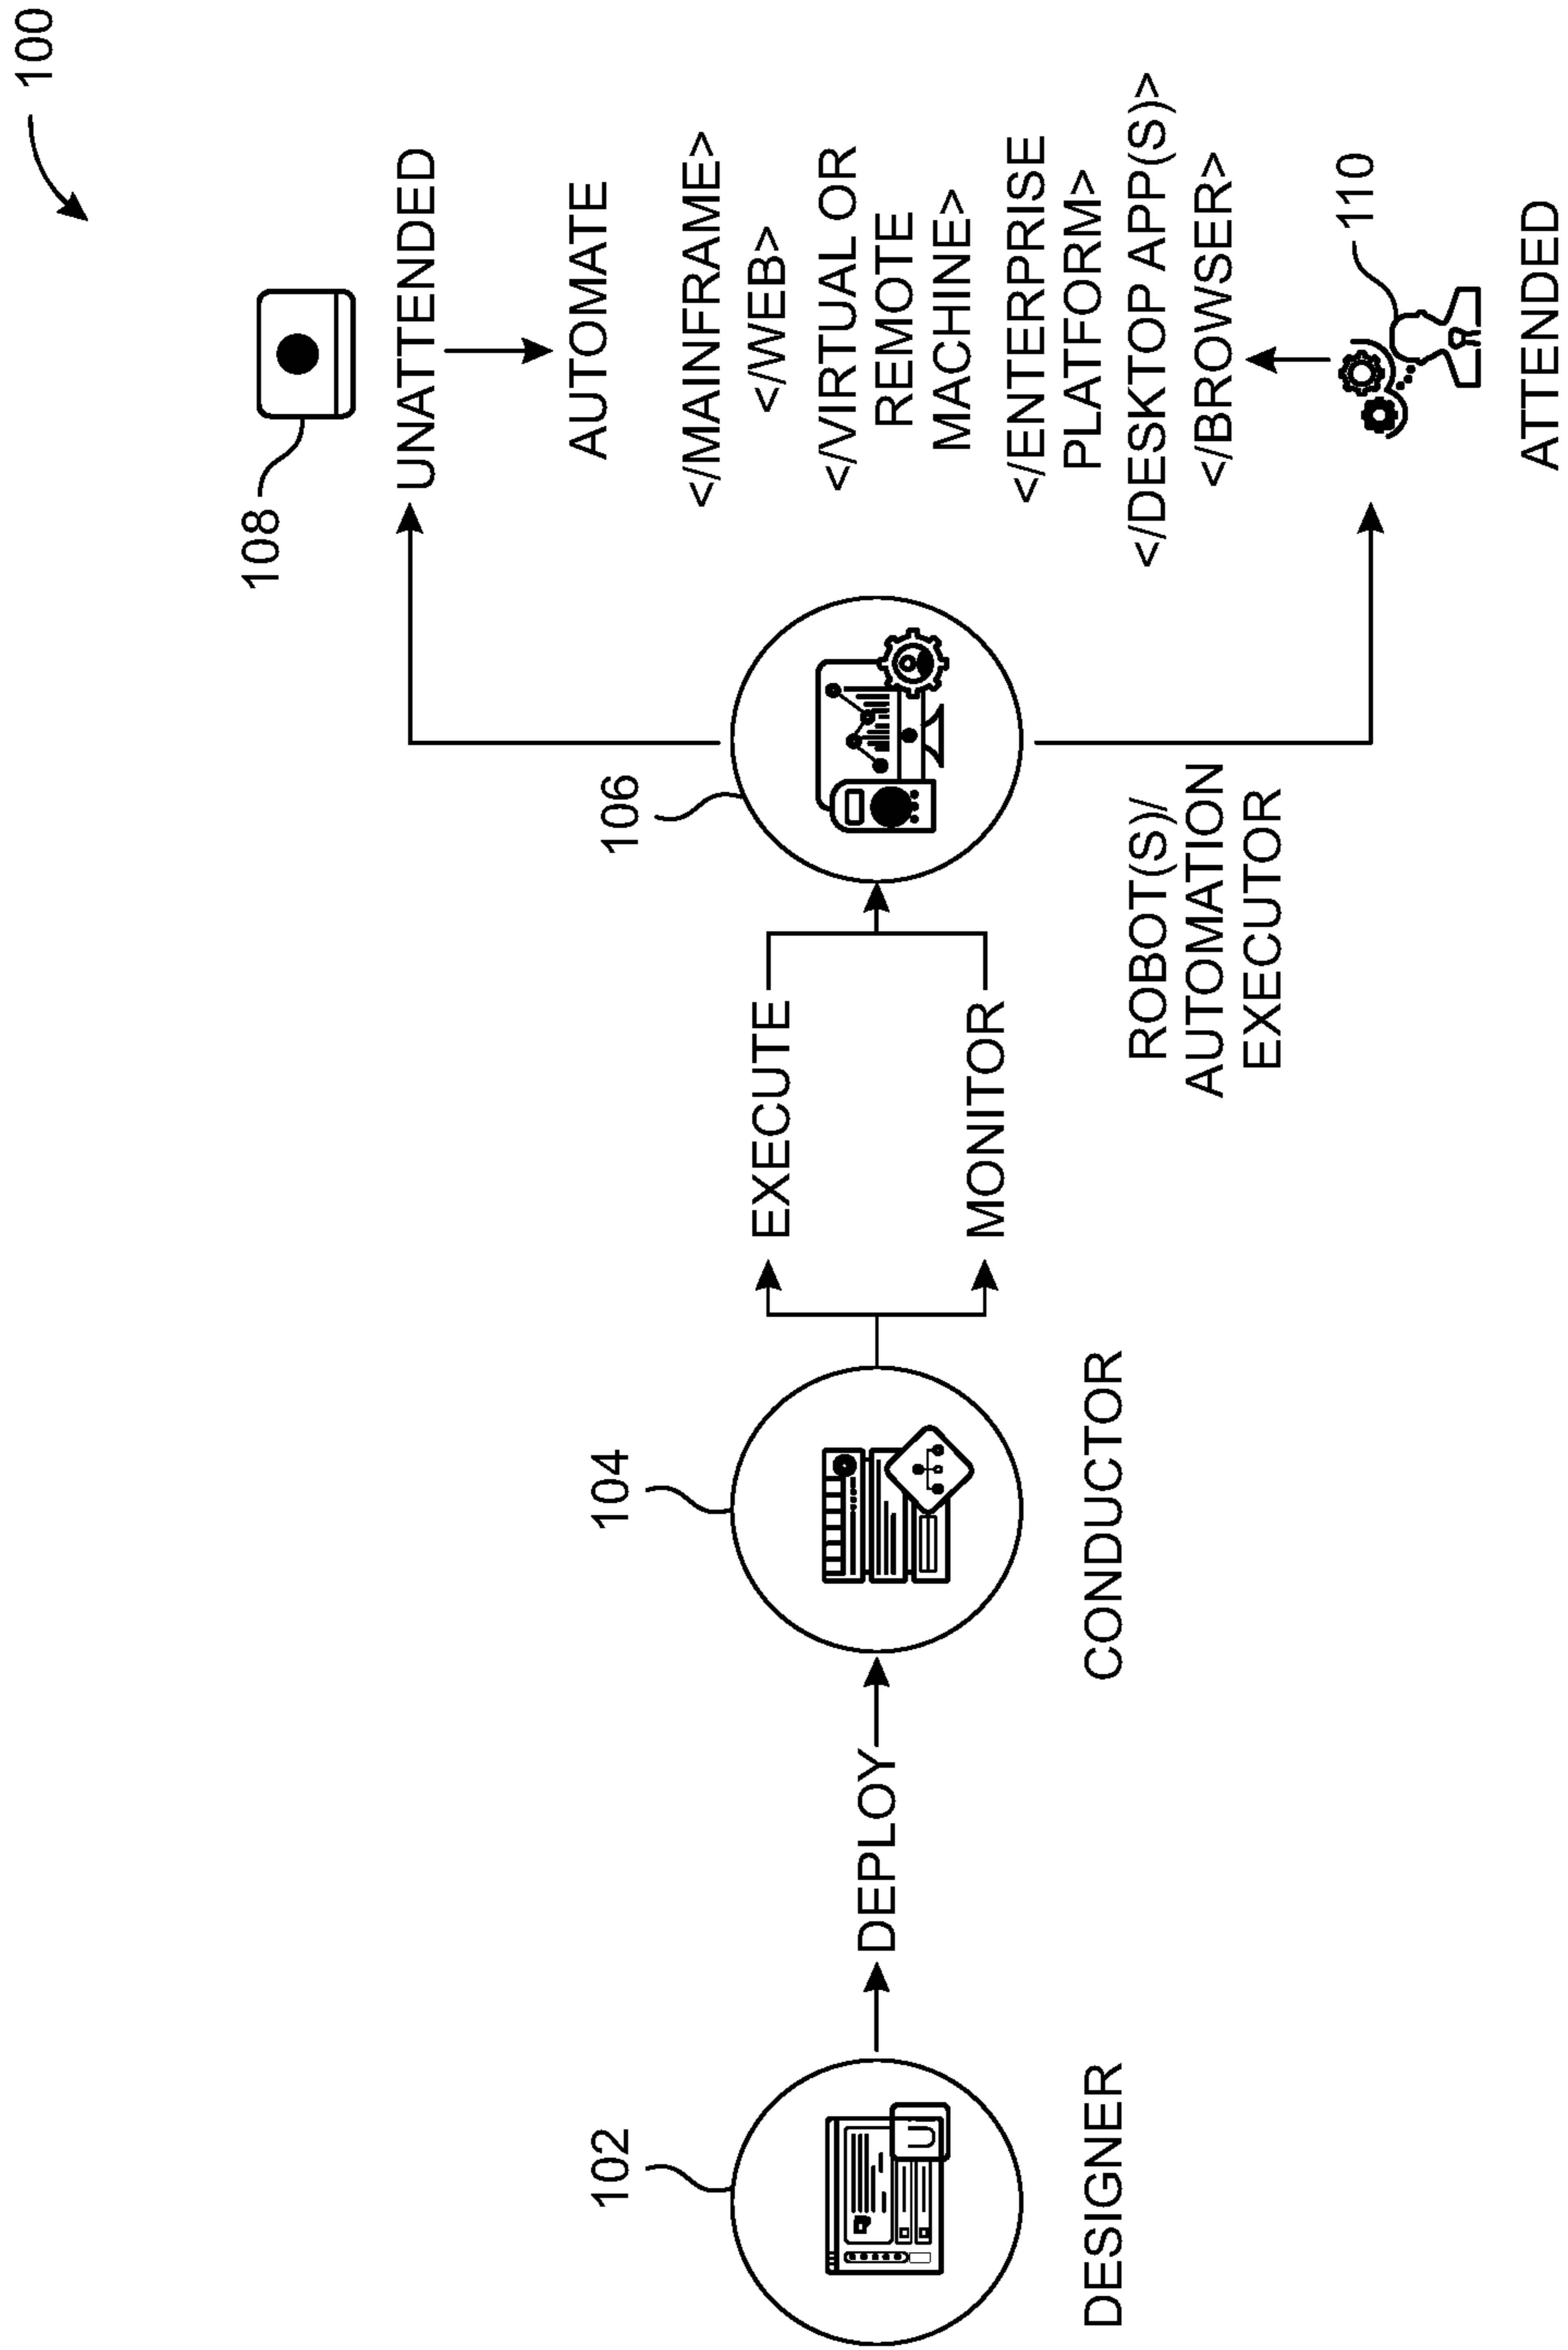 100
108
UNATTENDED
AUTOMATE
</MAINFRAME>
</WEB>
</VIRTUAL OR
REMOTE
MACHINE>
</ENTERPRISE
PLATFORM>
</DESKTOP APP(S)>
</BROWSER>
110
ATTENDED
102
DESIGNER
DEPLOY
104
CONDUCTOR
EXECUTE
MONITOR
106
ROBOT(S)/
AUTOMATION
EXECUTOR